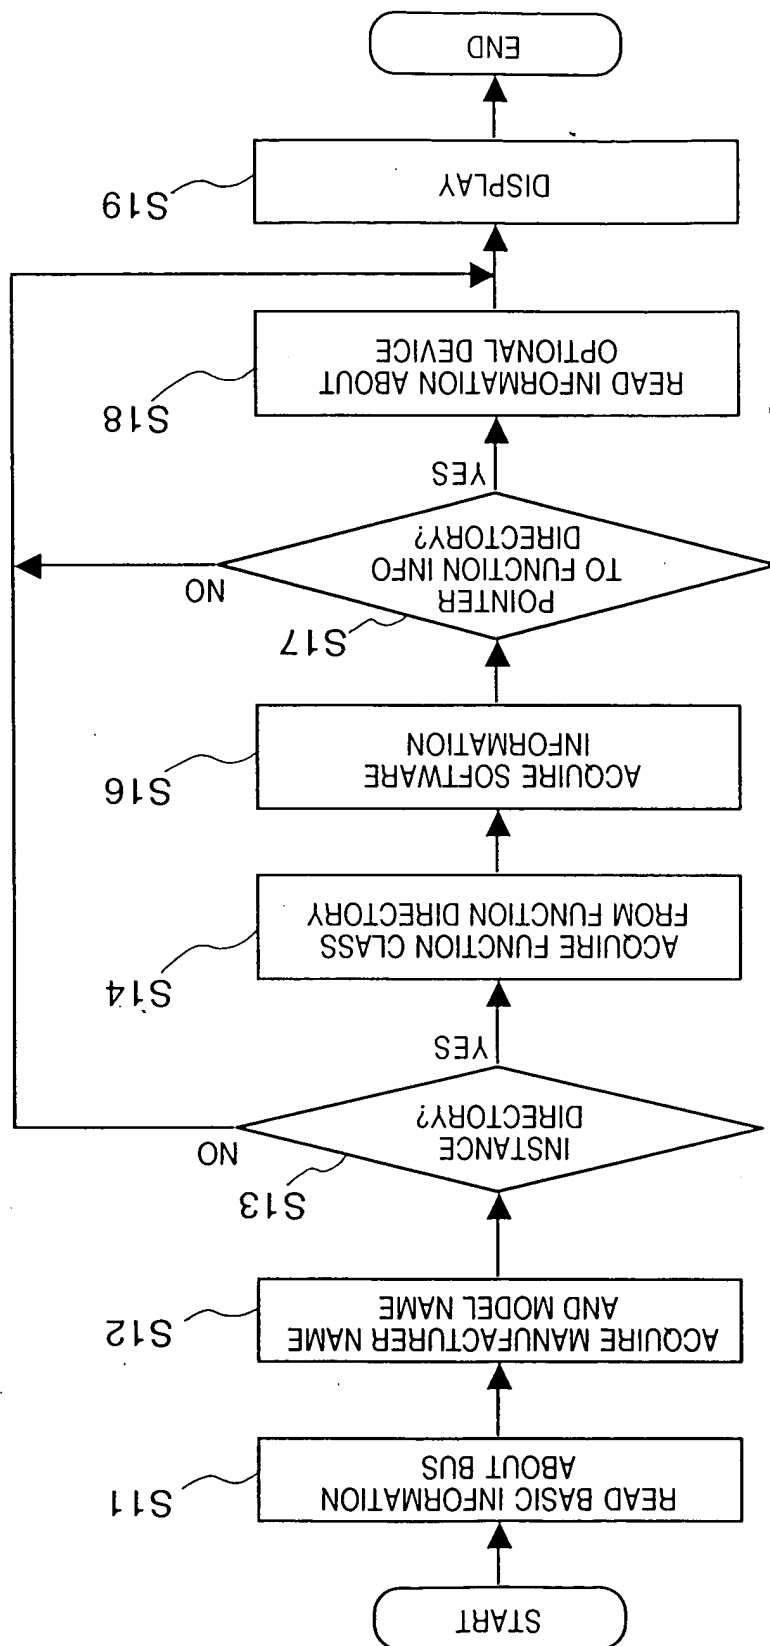 START
READ BASIC INFORMATION
ABOUT BUS
S11
ACQUIRE MANUFACTURER NAME
AND MODEL NAME
S12
S13
INSTANCE
DIRECTORY?
NO
YES
ACQUIRE FUNCTION CLASS
FROM FUNCTION DIRECTORY
S14
ACQUIRE SOFTWARE
INFORMATION
S16
S17
POINTER
TO FUNCTION INFO
DIRECTORY?
NO
YES
READ INFORMATION ABOUT
OPTIONAL DEVICE
S18
DISPLAY
S19
END